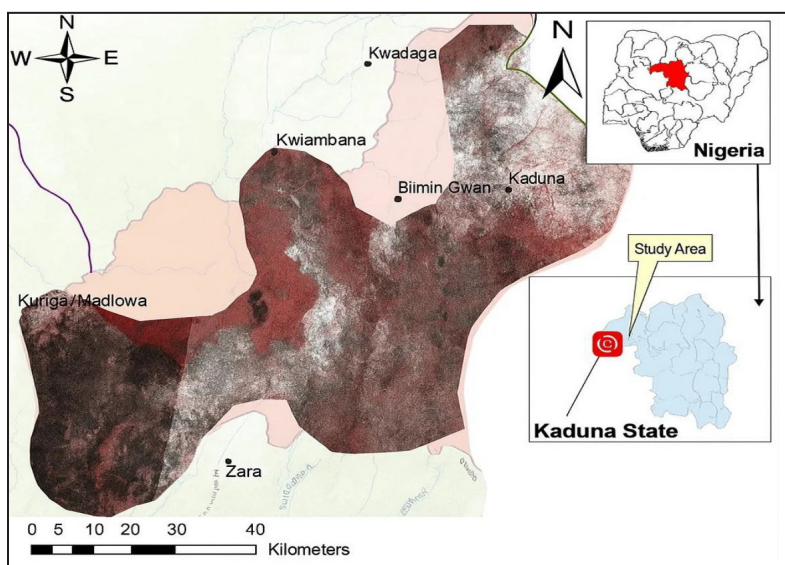 N
W E
S
N
Kwadaga
Kwiambana
Biimin Gwan
Kaduna
Nigeria
Study Area
Kuriga/Madlowa
Kaduna State
Zara
0 5 10 20 30 40
Kilometers